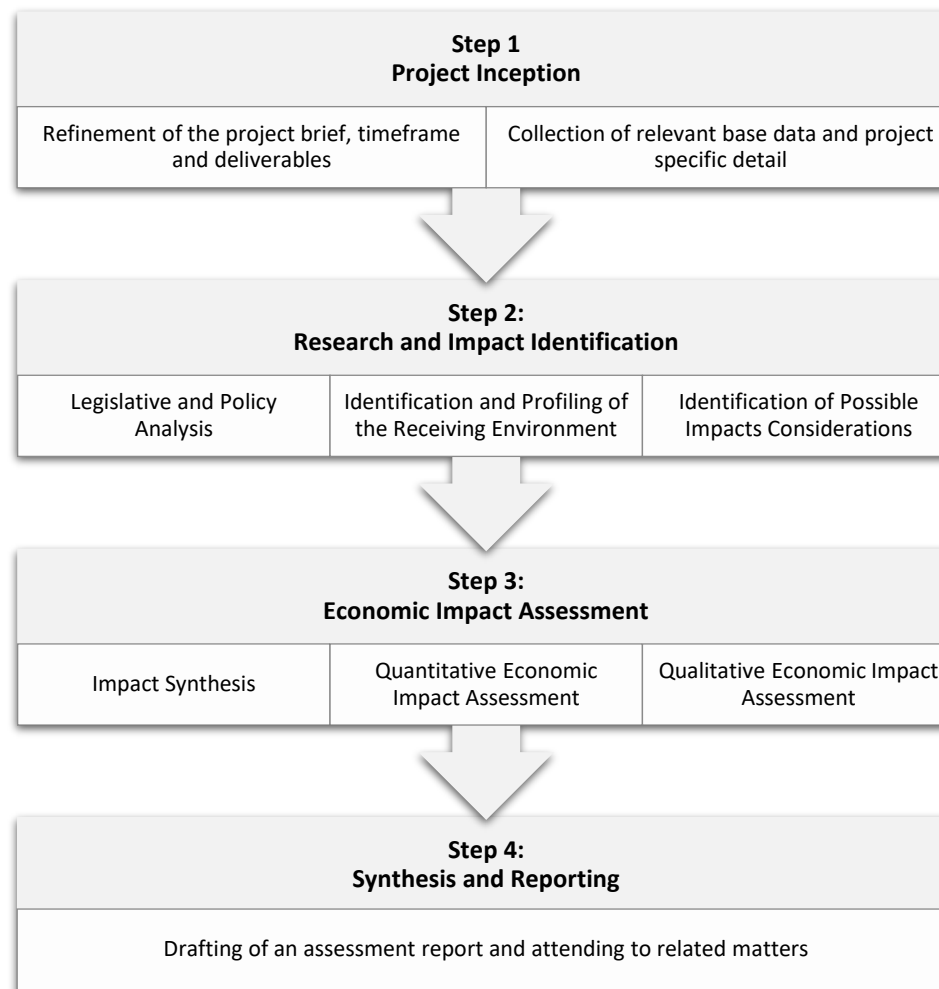 Step 1
Project Inception
Refinement of the project brief, timeframe
and deliverables
Collection of relevant base data and project
specific detail
Step 2:
Research and Impact Identification
Legislative and Policy
Analysis
Identification and Profiling of
the Receiving Environment
Identification of Possible
Impacts Considerations
Step 3:
Economic Impact Assessment
Impact Synthesis
Quantitative Economic
Impact Assessment
Qualitative Economic Impact
Assessment
Step 4:
Synthesis and Reporting
Drafting of an assessment report and attending to related matters